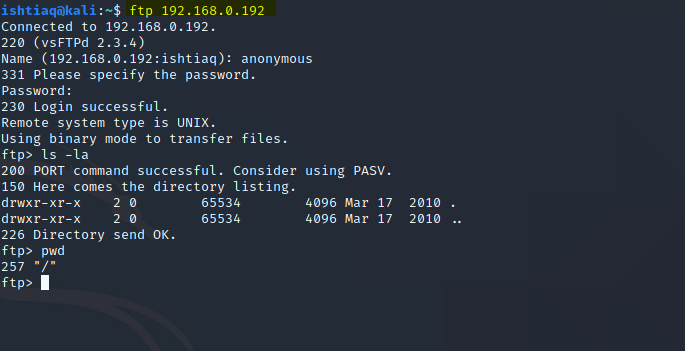 ishtiaq@kali:~$ ftp 192.168.0.192
Connected to 192.168.0.192.
220 (vsFTPd 2.3.4)
Name (192.168.0.192:ishtiaq): anonymous
331 Please specify the password.
Password:
230 Login successful.
Remote system type is UNIX.
Using binary mode to transfer files.
ftp> ls -la
200 PORT command successful. Consider using PASV.
150 Here comes the directory listing.
drwxr-xr-x    2 0        65534        4096 Mar 17  2010 .
drwxr-xr-x    2 0        65534        4096 Mar 17  2010 ..
226 Directory send OK.
ftp> pwd
257 "/"
ftp>